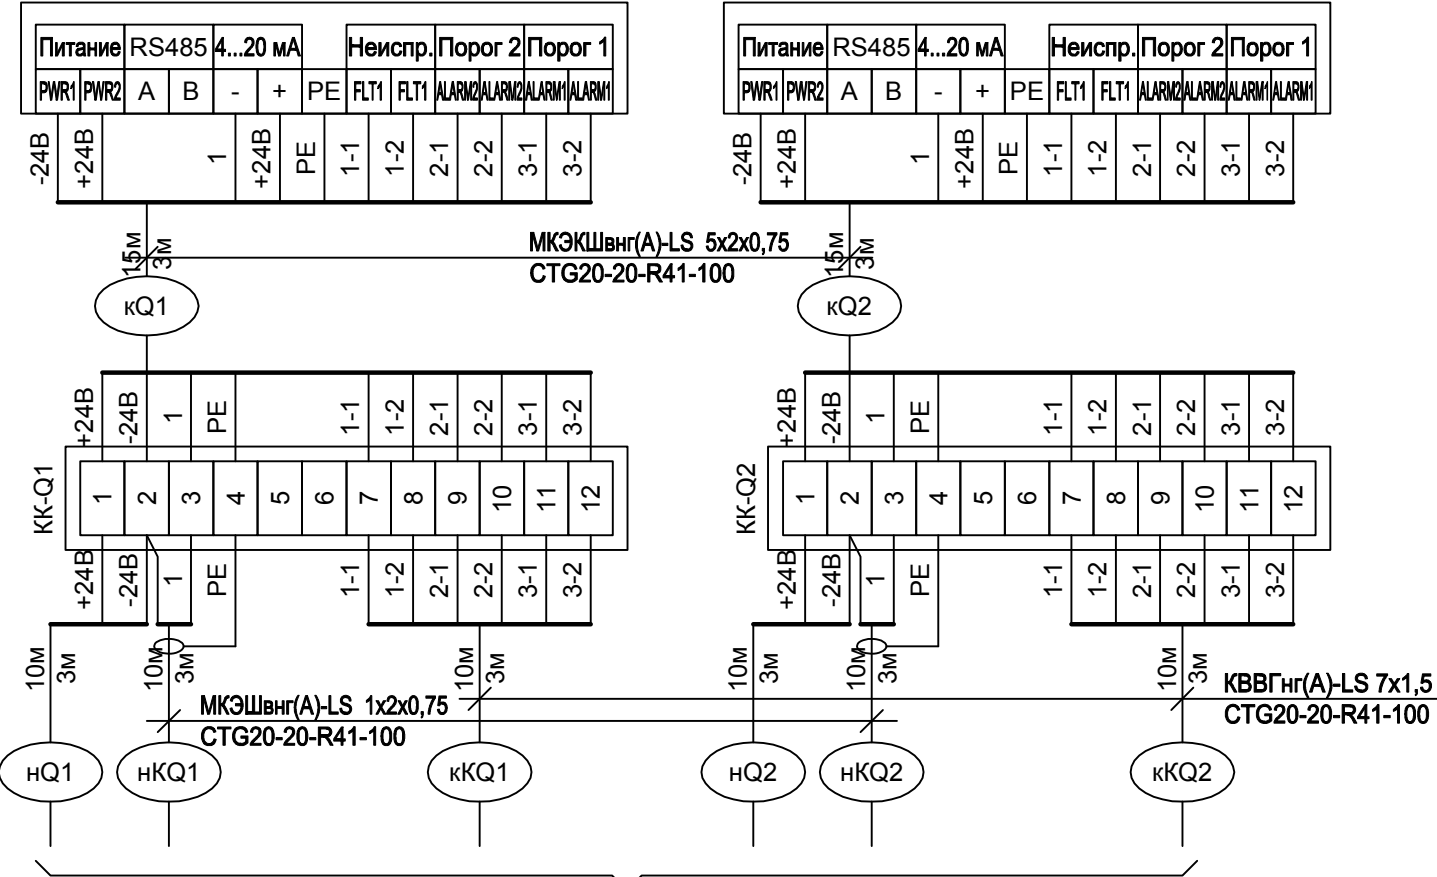 Питание RS485 4...20 мА Неиспр. Порог 2 Порог 1
PWR1 PWR2 A B - + PE FLT1 FLT1 ALARM2 ALARM2 ALARM1 ALARM1
-24В +24В 1 +24В PE 1-1 1-2 2-1 2-2 3-1 3-2
Питание RS485 4...20 мА Неиспр. Порог 2 Порог 1
PWR1 PWR2 A B - + PE FLT1 FLT1 ALARM2 ALARM2 ALARM1 ALARM1
-24В +24В 1 +24В PE 1-1 1-2 2-1 2-2 3-1 3-2
15м 3м
МКЭКШвнг(А)-LS 5х2х0,75
CTG20-20-R41-100
15м 3м
кQ1
кQ2
+24В -24В 1 PE 1-1 1-2 2-1 2-2 3-1 3-2
КК-Q1
1 2 3 4 5 6 7 8 9 10 11 12
+24В -24В 1 PE 1-1 1-2 2-1 2-2 3-1 3-2
+24В -24В 1 PE 1-1 1-2 2-1 2-2 3-1 3-2
КК-Q2
1 2 3 4 5 6 7 8 9 10 11 12
+24В -24В 1 PE 1-1 1-2 2-1 2-2 3-1 3-2
10м 3м 10м 3м 10м 3м
10м 3м 10м 3м 10м 3м
КВВГнг(А)-LS 7х1,5
CTG20-20-R41-100
МКЭШвнг(А)-LS 1х2х0,75
CTG20-20-R41-100
нQ1 нКQ1 кКQ1 нQ2 нКQ2 кКQ2